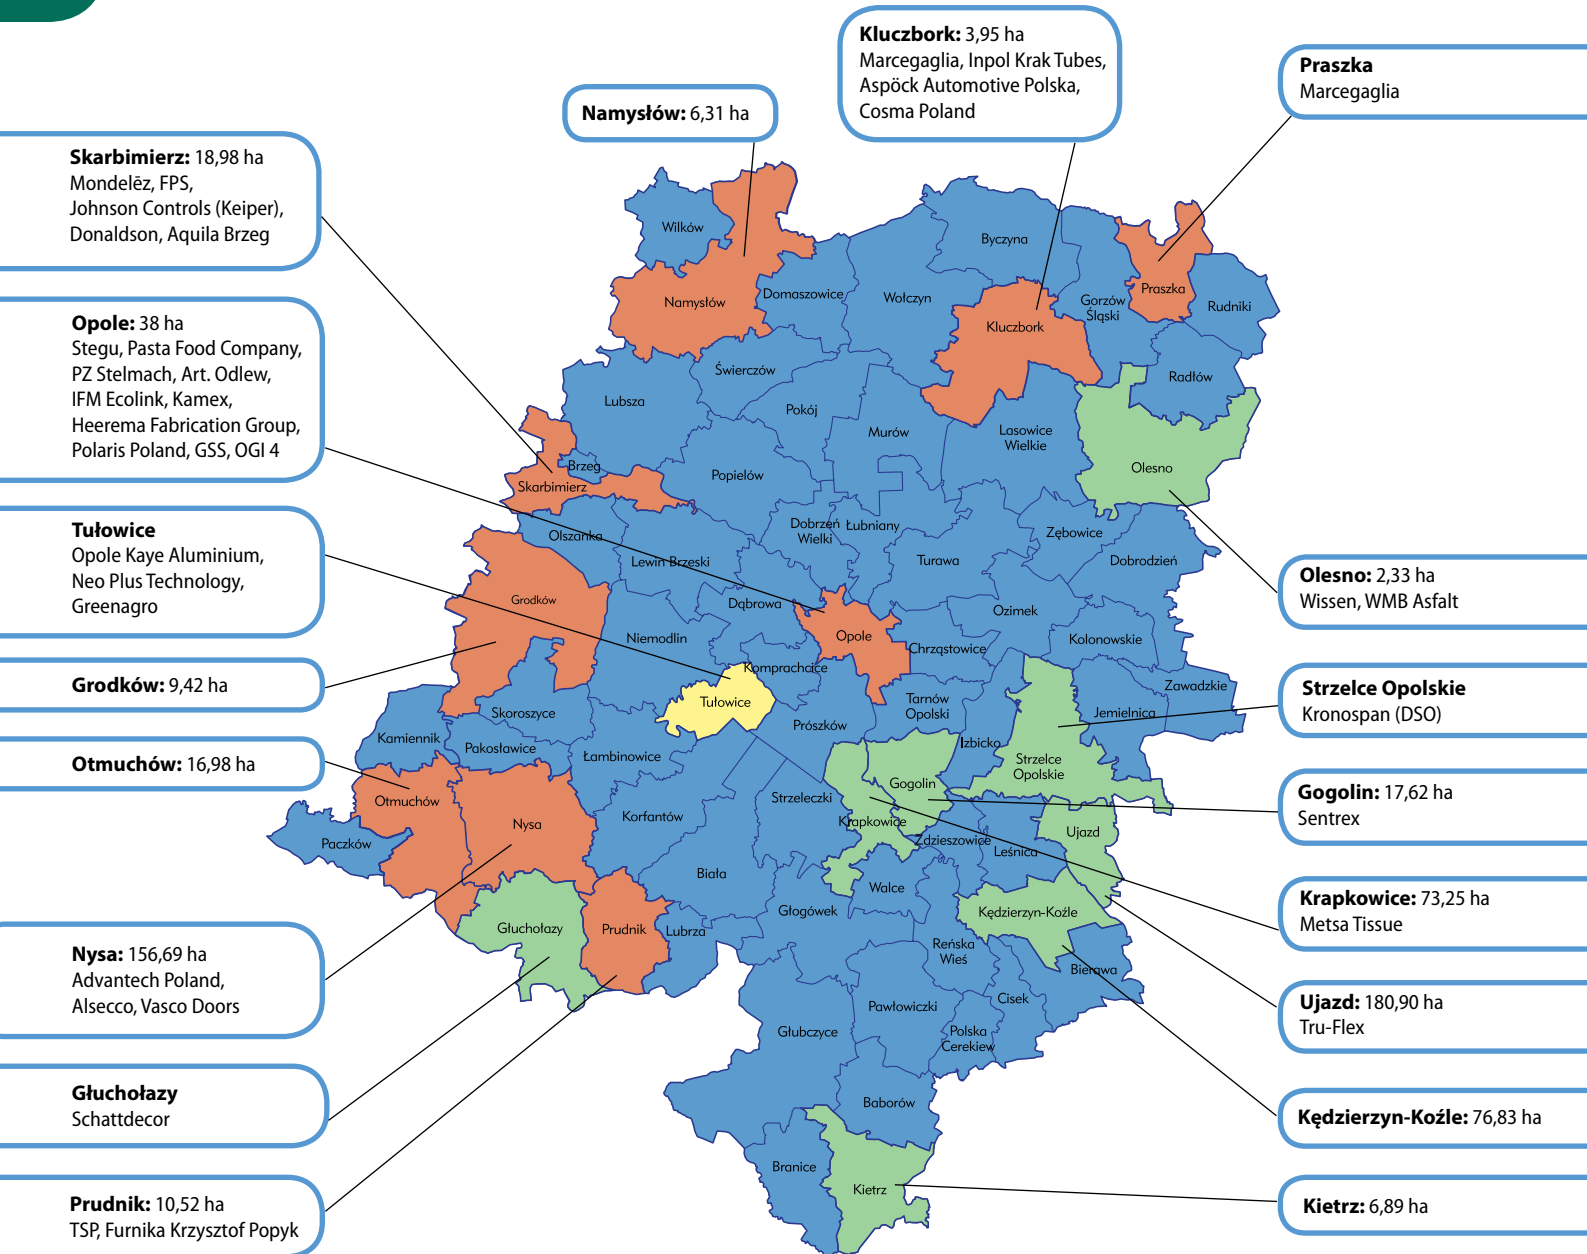 Kluczbork: 3,95 ha
Marcegaglia, Inpol Krak Tubes,
Aspöck Automotive Polska,
Cosma Poland
Praszka
Marcegaglia
Namysłów: 6,31 ha
Skarbimierz: 18,98 ha
Mondelēz, FPS,
Johnson Controls (Keiper),
Donaldson, Aquila Brzeg
Opole: 38 ha
Stegu, Pasta Food Company,
PZ Stelmach, Art. Odlew,
IFM Ecolink, Kamex,
Heerema Fabrication Group,
Polaris Poland, GSS, OGI 4
Tułowice
Opole Kaye Aluminium,
Neo Plus Technology,
Greenagro
Grodków: 9,42 ha
Otmuchów: 16,98 ha
Nysa: 156,69 ha
Advantech Poland,
Alsecco, Vasco Doors
Głuchołazy
Schattdecor
Prudnik: 10,52 ha
TSP, Furnika Krzysztof Popyk
Olesno: 2,33 ha
Wissen, WMB Asfalt
Strzelce Opolskie
Kronospan (DSO)
Gogolin: 17,62 ha
Sentrex
Krapkowice: 73,25 ha
Metsa Tissue
Ujazd: 180,90 ha
Tru-Flex
Kędzierzyn-Koźle: 76,83 ha
Kietrz: 6,89 ha
Wilków
Byczyna
Namysłów
Domaszowice
Wołczyn
Kluczbork
Gorzów
Śląski
Praszka
Rudniki
Świerczów
Radłów
Lubsza
Pokój
Murów
Lasowice
Wielkie
Olesno
Brzeg
Skarbimierz
Popielów
Olszanka
Lewin Brzeski
Dobrzeń
Wielki
Łubniany
Turawa
Zębowice
Dobrodzień
Grodków
Dąbrowa
Niemodlin
Opole
Ozimek
Chrząstowice
Kolonowskie
Komprachcice
Zawadzkie
Tułowice
Skoroszyce
Tarnów
Opolski
Jemielnica
Prószków
Kamiennik
Pakosławice
Łambinowice
Izbicko
Strzelce
Opolskie
Gogolin
Strzeleczki
Otmuchów
Nysa
Korfantów
Krapkowice
Zdzieszowice
Leśnica
Ujazd
Paczków
Biała
Walce
Głogówek
Kędzierzyn-Koźle
Głuchołazy
Prudnik
Lubrza
Reńska
Wieś
Bierawa
Cisek
Pawłowiczki
Głubczyce
Polska
Cerekiew
Baborów
Branice
Kietrz